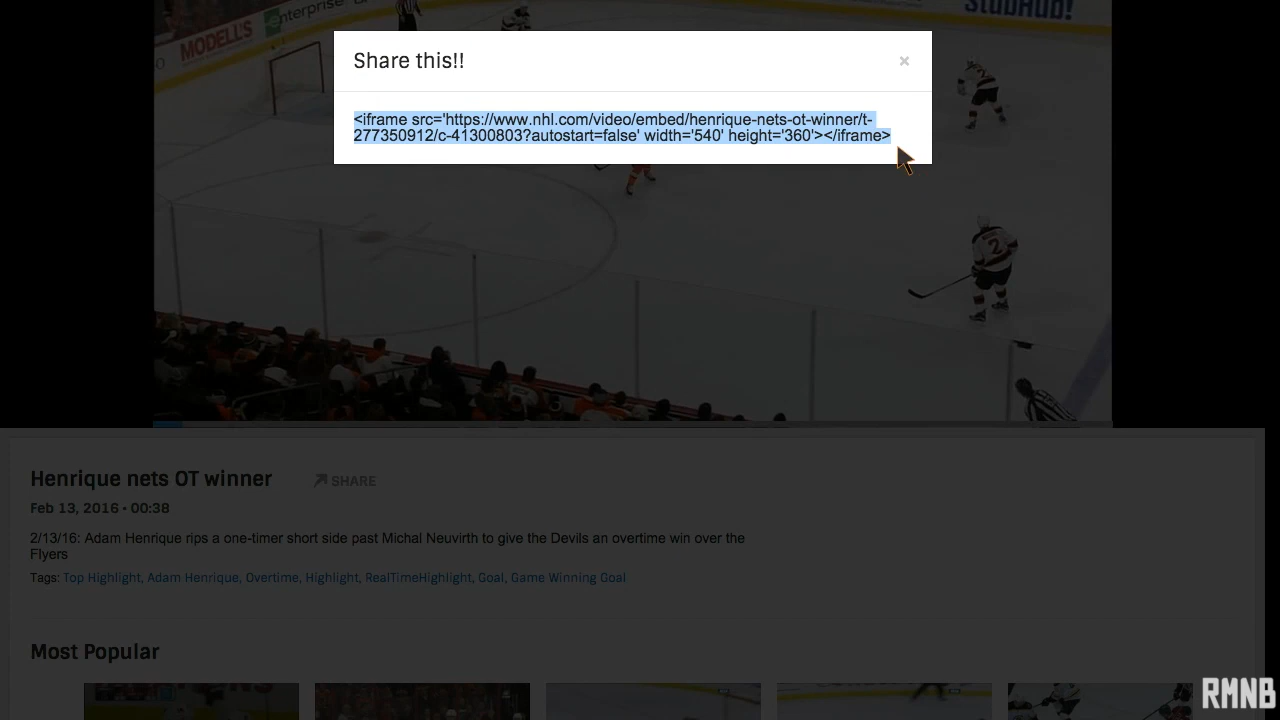 MODELL'S
enterprise
StubHub!
Share this!!
×
<iframe src='https://www.nhl.com/video/embed/henrique-nets-ot-winner/t-
277350912/c-41300803?autostart=false' width='540' height='360'></iframe>
2
Henrique nets OT winner
SHARE
Feb 13, 2016 • 00:38
2/13/16: Adam Henrique rips a one-timer short side past Michal Neuvirth to give the Devils an overtime win over the
Flyers
Tags: Top Highlight, Adam Henrique, Overtime, Highlight, RealTimeHighlight, Goal, Game Winning Goal
Most Popular
RMNB